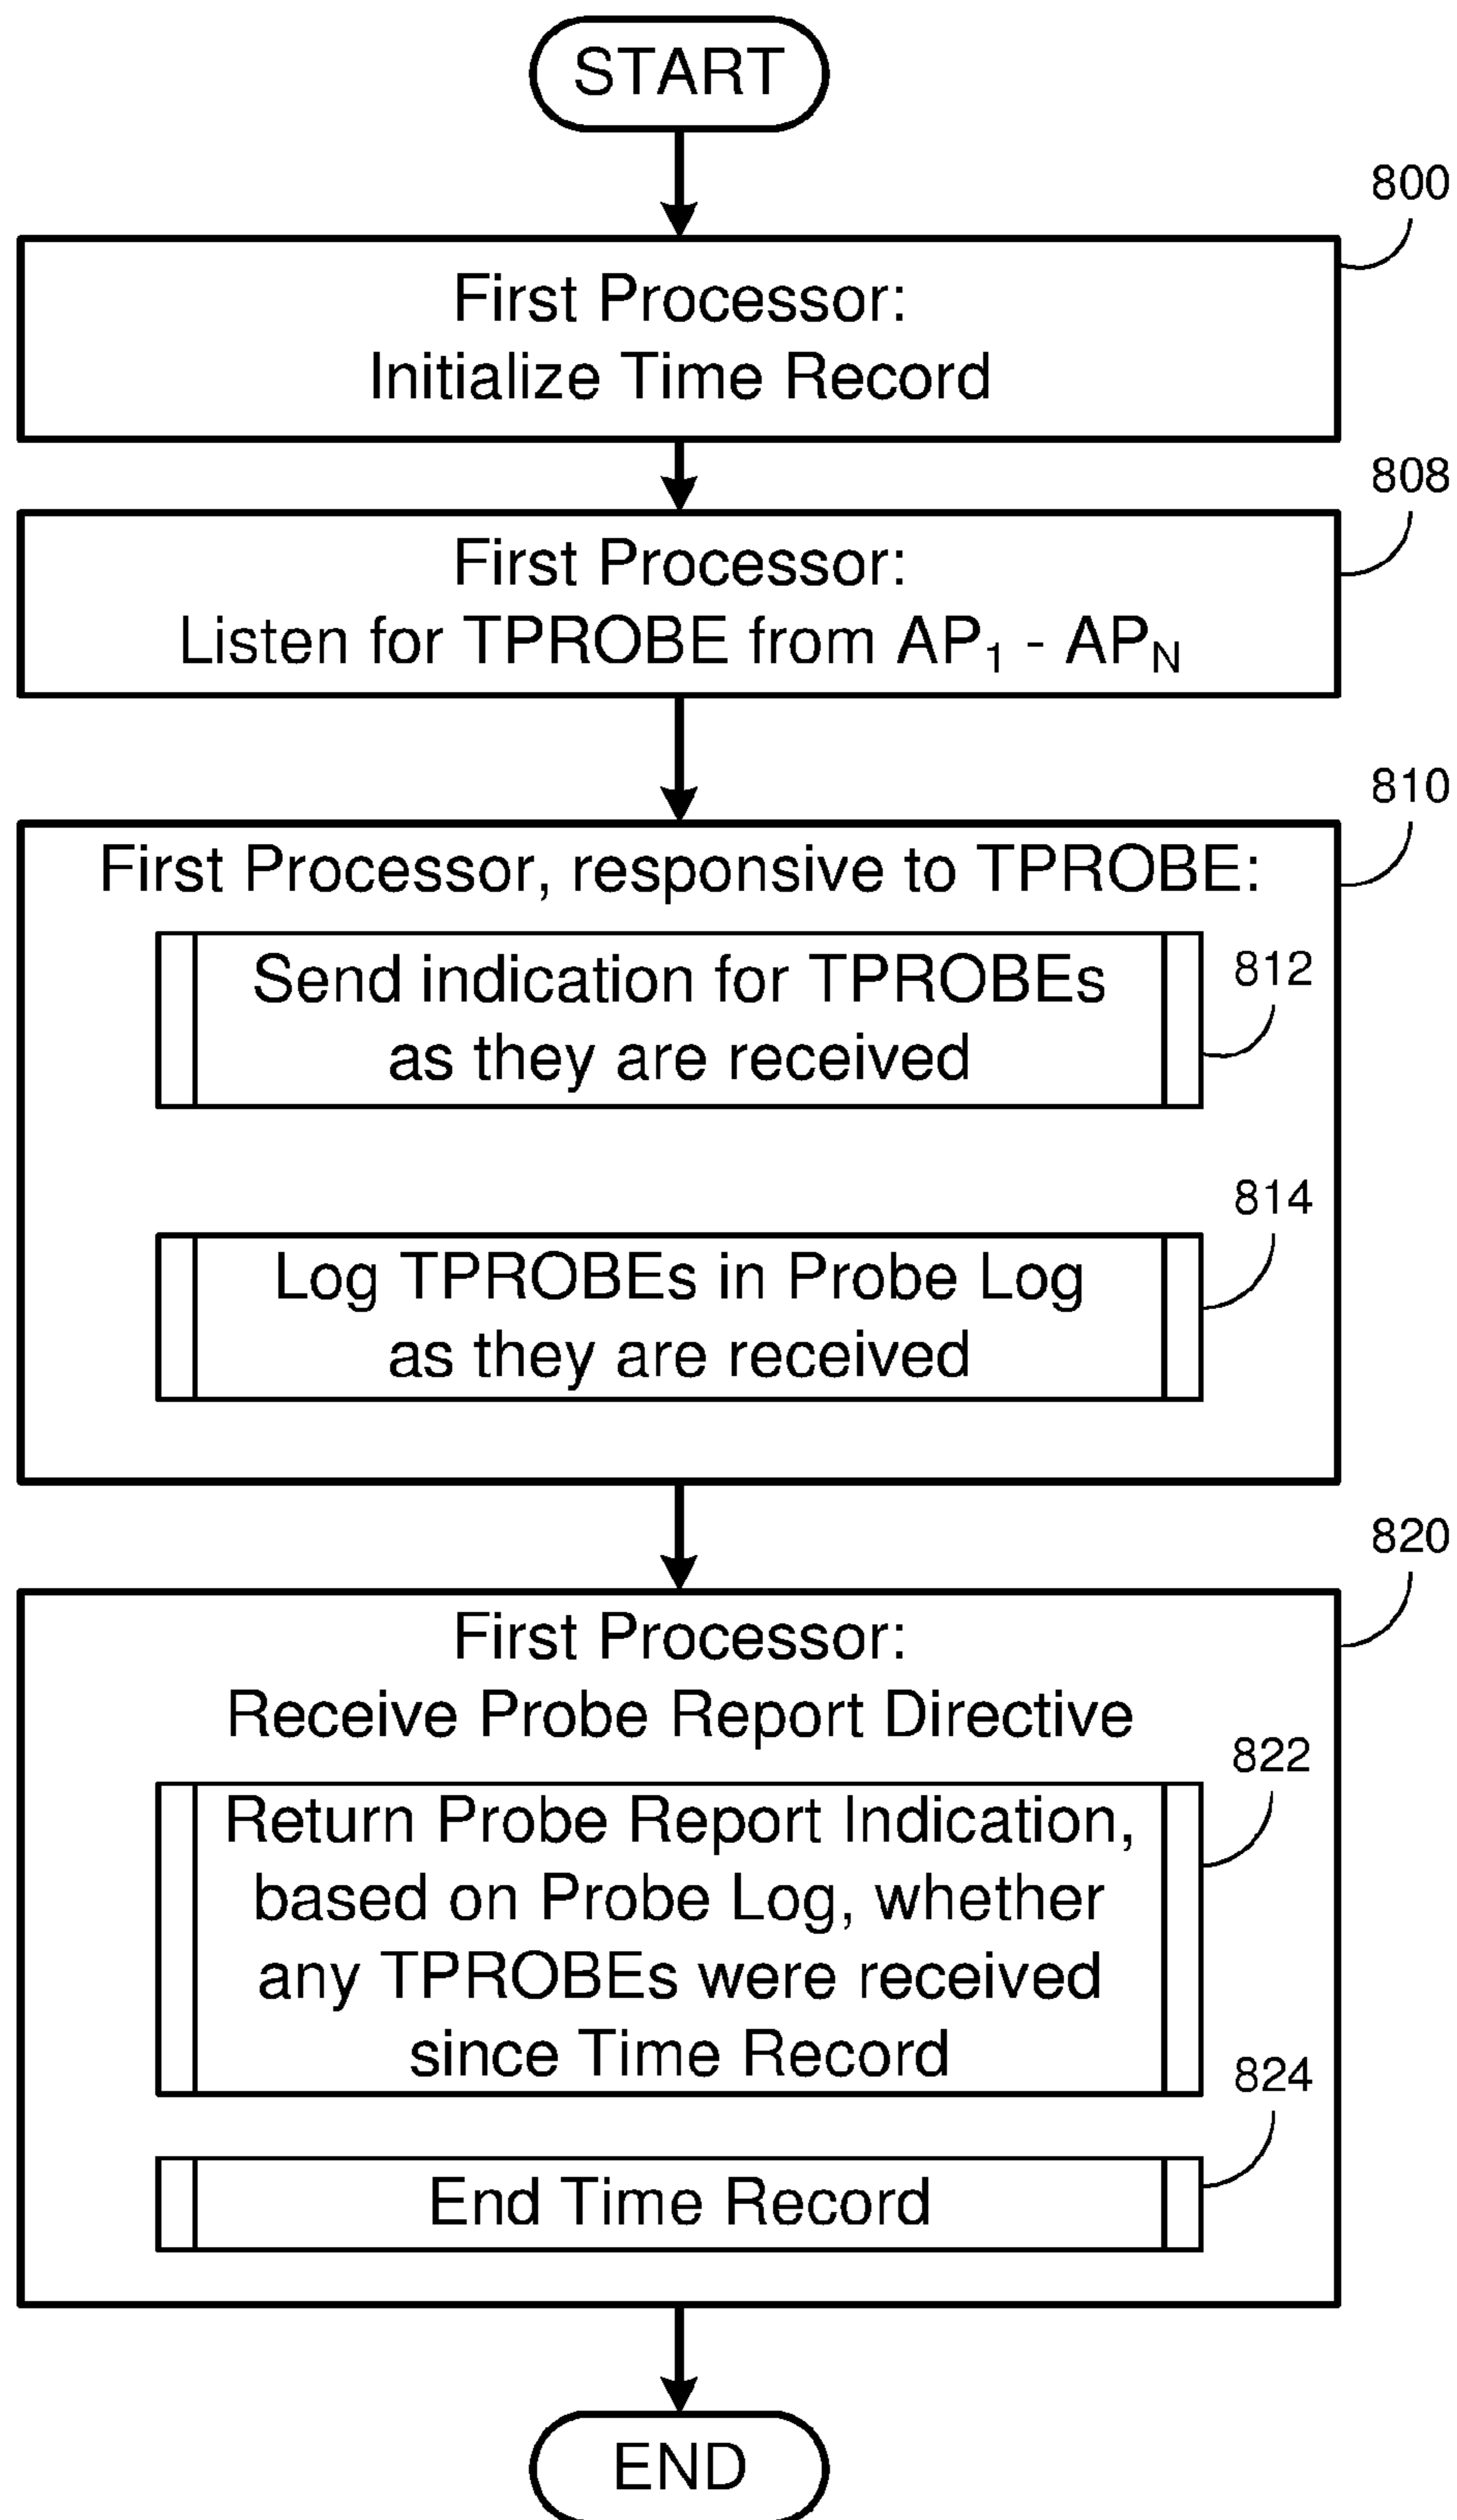 START
800
First Processor:
Initialize Time Record
808
First Processor:
Listen for TPROBE from AP₁ - APN
810
First Processor, responsive to TPROBE:
Send indication for TPROBEs
as they are received
812
814
Log TPROBEs in Probe Log
as they are received
820
First Processor:
Receive Probe Report Directive
822
Return Probe Report Indication,
based on Probe Log, whether
any TPROBEs were received
since Time Record
824
End Time Record
END